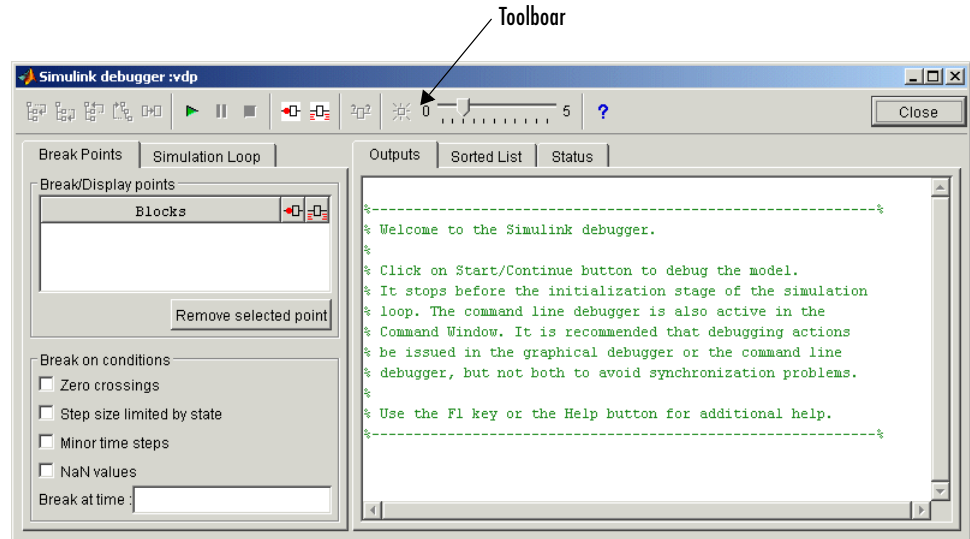 Toolboar
Simulink debugger :vdp
0 5 ? Close
Break Points Simulation Loop
Break/Display points
Blocks
Remove selected point
Break on conditions
Zero crossings
Step size limited by state
Minor time steps
NaN values
Break at time :
Outputs Sorted List Status
%----------------------------------------------------------------%
% Welcome to the Simulink debugger.
%
% Click on Start/Continue button to debug the model.
% It stops before the initialization stage of the simulation
% loop. The command line debugger is also active in the
% Command Window. It is recommended that debugging actions
% be issued in the graphical debugger or the command line
% debugger, but not both to avoid synchronization problems.
%
% Use the F1 key or the Help button for additional help.
%----------------------------------------------------------------%